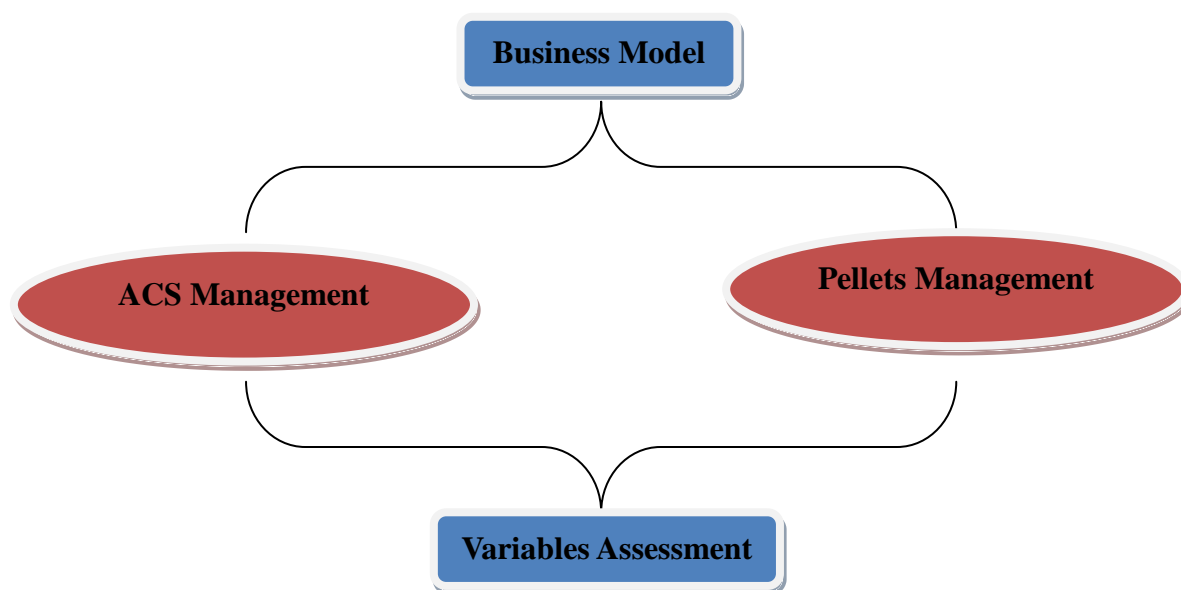 Business Model
ACS Management
Pellets Management
Variables Assessment